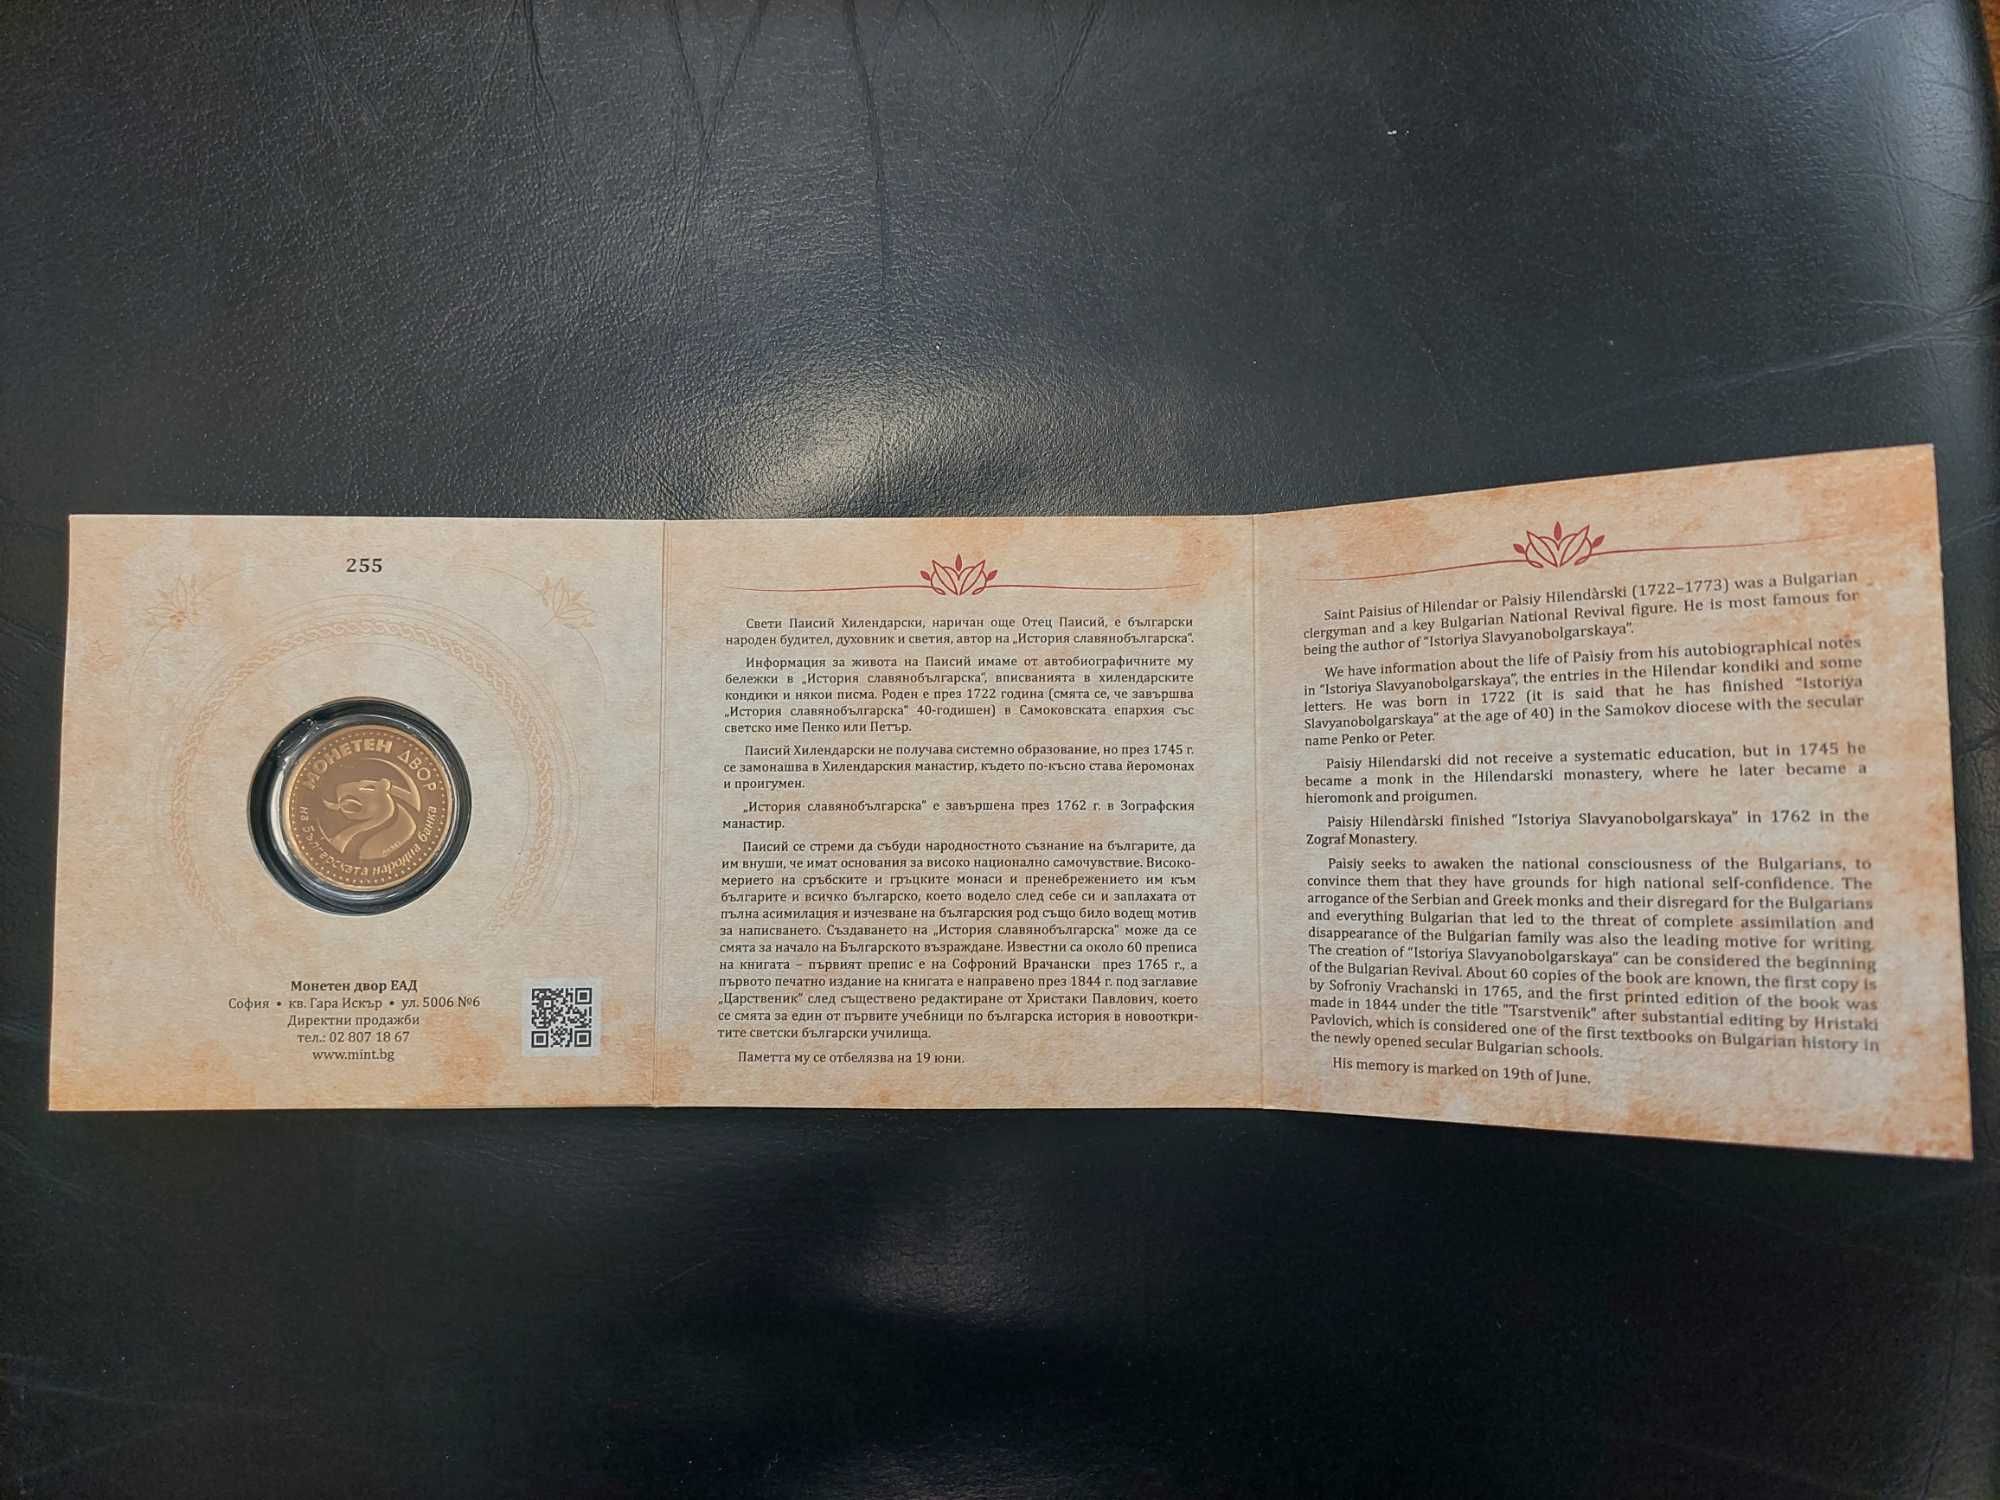 255
МОНЕТЕН ДВОР
на Българската народна банка
Монетен двор ЕАД
София • кв. Гара Искър • ул. 5006 №6
Директни продажби
тел.: 02 807 18 67
www.mint.bg
Свети Паисий Хилендарски, наричан още Отец Паисий, е български
народен будител, духовник и светия, автор на „История славянобългарска“.
Информация за живота на Паисий имаме от автобиографичните му
бележки в „История славянобългарска“, вписванията в хилендарските
кондики и някои писма. Роден е през 1722 година (смята се, че завършва
„История славянобългарска“ 40-годишен) в Самоковската епархия със
светско име Пенко или Петър.
Паисий Хилендарски не получава системно образование, но през 1745 г.
се замонашва в Хилендарския манастир, където по-късно става йеромонах
и проигумен.
„История славянобългарска“ е завършена през 1762 г. в Зографския
манастир.
Паисий се стреми да събуди народностното съзнание на българите, да
им внуши, че имат основания за високо национално самочувствие. Високо-
мерието на сръбските и гръцките монаси и пренебрежението им към
българите и всичко българско, което водело след себе си и заплахата от
пълна асимилация и изчезване на българския род също било водещ мотив
за написването. Създаването на „История славянобългарска“ може да се
смята за начало на Българското възраждане. Известни са около 60 преписа
на книгата – първият препис е на Софроний Врачански през 1765 г., а
първото печатно издание на книгата е направено през 1844 г. под заглавие
„Царственик“ след съществено редактиране от Христаки Павлович, което
се смята за един от първите учебници по българска история в новооткри-
тите светски български училища.
Паметта му се отбелязва на 19 юни.
Saint Paisius of Hilendar or Paìsiy Hilendàrski (1722–1773) was a Bulgarian
clergyman and a key Bulgarian National Revival figure. He is most famous for
being the author of “Istoriya Slavyanobolgarskaya”.
We have information about the life of Paìsiy from his autobiographical notes
in “Istoriya Slavyanobolgarskaya”, the entries in the Hilendar kondiki and some
letters. He was born in 1722 (it is said that he has finished “Istoriya
Slavyanobolgarskaya” at the age of 40) in the Samokov diocese with the secular
name Penko or Peter.
Paìsiy Hilendarski did not receive a systematic education, but in 1745 he
became a monk in the Hilendarski monastery, where he later became a
hieromonk and proigumen.
Paìsiy Hilendàrski finished “Istoriya Slavyanobolgarskaya” in 1762 in the
Zograf Monastery.
Paìsiy seeks to awaken the national consciousness of the Bulgarians, to
convince them that they have grounds for high national self-confidence. The
arrogance of the Serbian and Greek monks and their disregard for the Bulgarians
and everything Bulgarian that led to the threat of complete assimilation and
disappearance of the Bulgarian family was also the leading motive for writing.
The creation of “Istoriya Slavyanobolgarskaya” can be considered the beginning
of the Bulgarian Revival. About 60 copies of the book are known, the first copy is
by Sofroniy Vrachanski in 1765, and the first printed edition of the book was
made in 1844 under the title "Tsarstvenik" after substantial editing by Hristaki
Pavlovich, which is considered one of the first textbooks on Bulgarian history in
the newly opened secular Bulgarian schools.
His memory is marked on 19th of June.